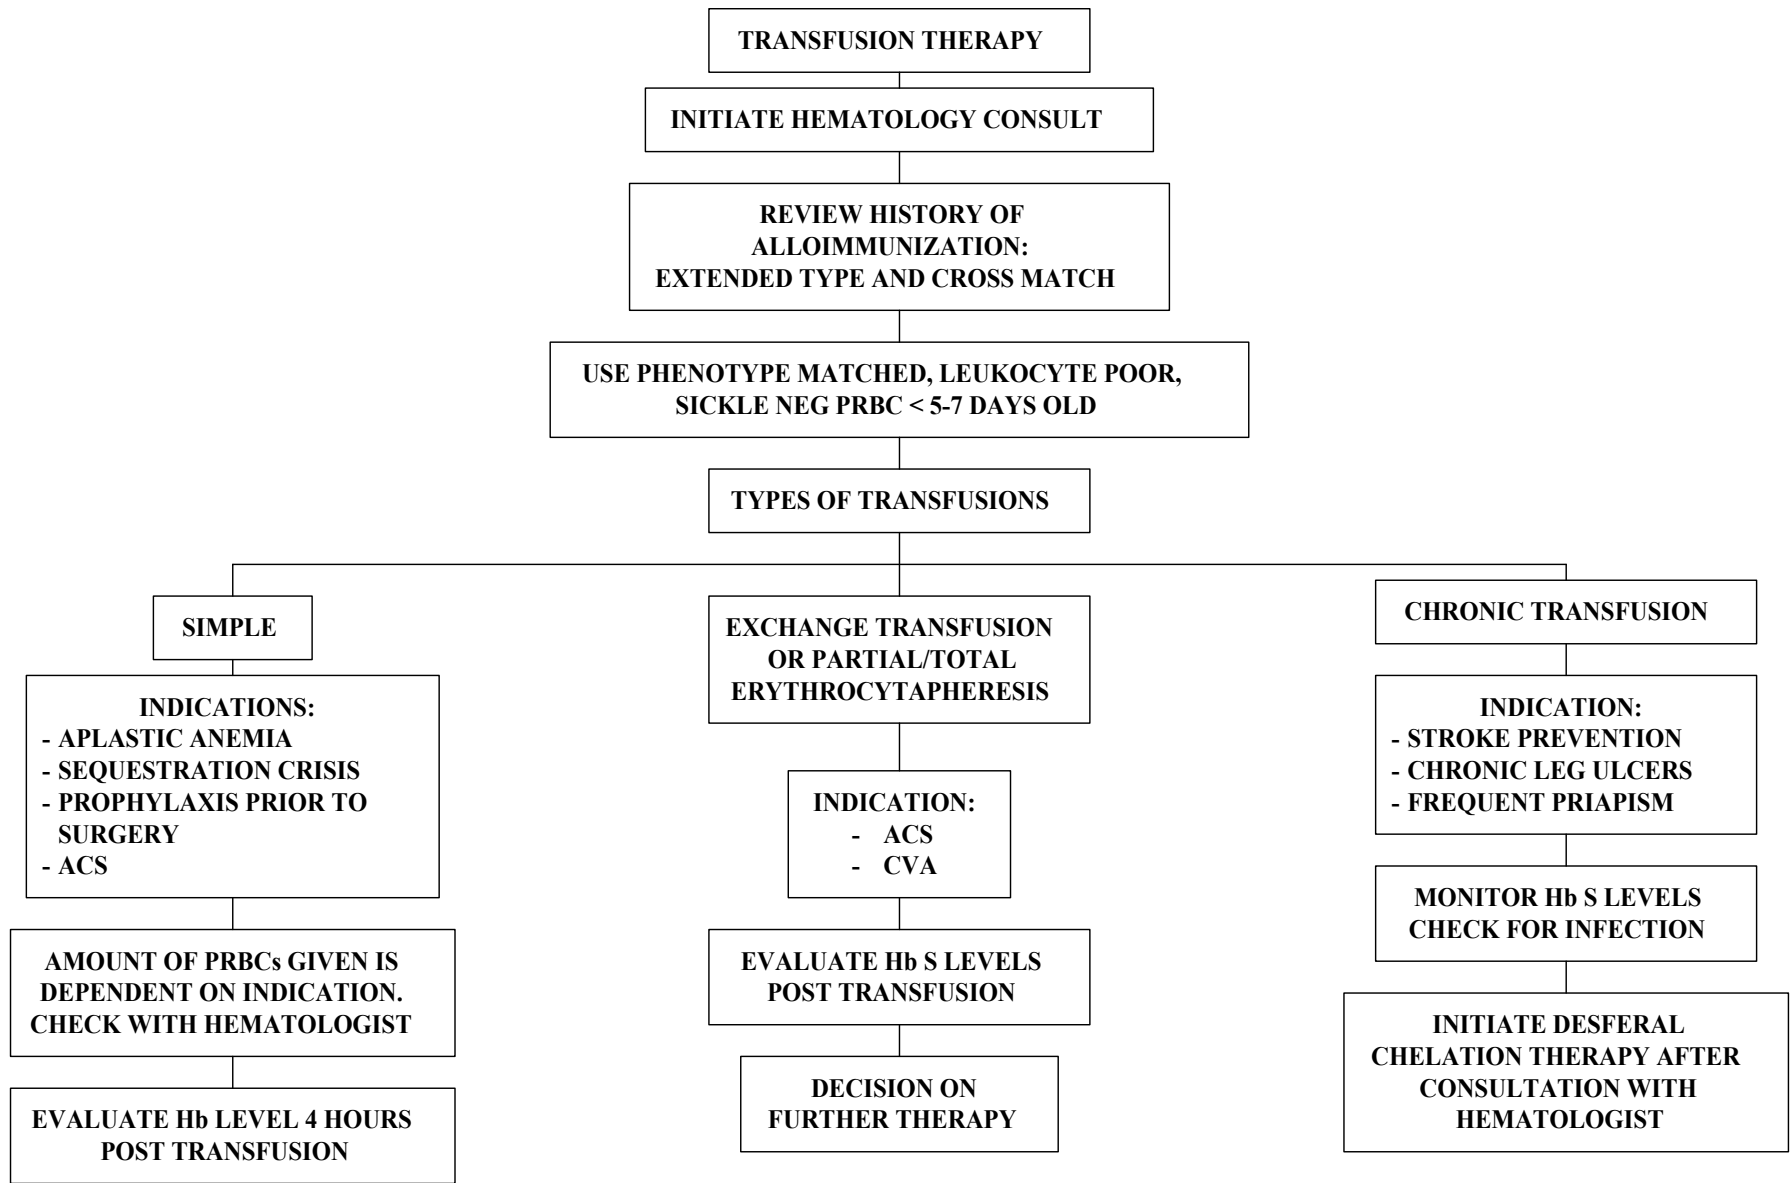 TRANSFUSION THERAPY
INITIATE HEMATOLOGY CONSULT
REVIEW HISTORY OF
ALLOIMMUNIZATION:
EXTENDED TYPE AND CROSS MATCH
USE PHENOTYPE MATCHED, LEUKOCYTE POOR,
SICKLE NEG PRBC < 5-7 DAYS OLD
TYPES OF TRANSFUSIONS
SIMPLE
INDICATIONS:
- APLASTIC ANEMIA
- SEQUESTRATION CRISIS
- PROPHYLAXIS PRIOR TO
SURGERY
- ACS
AMOUNT OF PRBCs GIVEN IS
DEPENDENT ON INDICATION.
CHECK WITH HEMATOLOGIST
EVALUATE Hb LEVEL 4 HOURS
POST TRANSFUSION
EXCHANGE TRANSFUSION
OR PARTIAL/TOTAL
ERYTHROCYTAPHERESIS
INDICATION:
- ACS
- CVA
EVALUATE Hb S LEVELS
POST TRANSFUSION
DECISION ON
FURTHER THERAPY
CHRONIC TRANSFUSION
INDICATION:
- STROKE PREVENTION
- CHRONIC LEG ULCERS
- FREQUENT PRIAPISM
MONITOR Hb S LEVELS
CHECK FOR INFECTION
INITIATE DESFERAL
CHELATION THERAPY AFTER
CONSULTATION WITH
HEMATOLOGIST